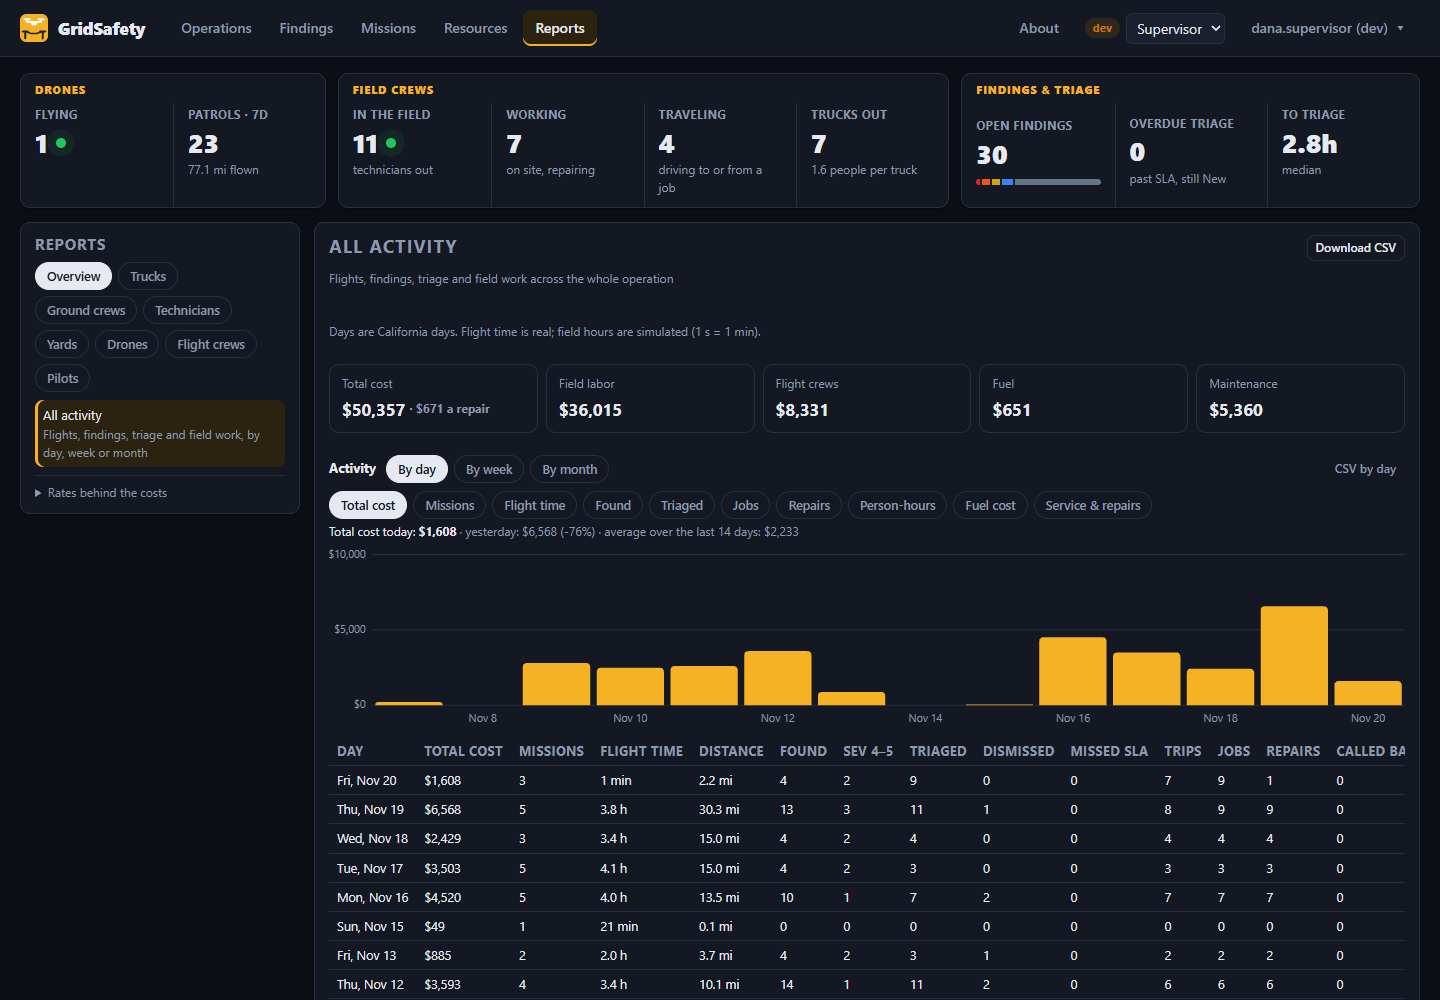 GridSafety Operations Findings Missions Resources Reports About dev Supervisor dana.supervisor (dev)
DRONES
FLYING
1
PATROLS · 7D
23
77.1 mi flown
FIELD CREWS
IN THE FIELD
11
technicians out
WORKING
7
on site, repairing
TRAVELING
4
driving to or from a
job
TRUCKS OUT
7
1.6 people per truck
FINDINGS & TRIAGE
OPEN FINDINGS
30
OVERDUE TRIAGE
0
past SLA, still New
TO TRIAGE
2.8h
median
REPORTS
Overview Trucks
Ground crews Technicians
Yards Drones Flight crews
Pilots
All activity
Flights, findings, triage and field work, by
day, week or month
Rates behind the costs
ALL ACTIVITY
Download CSV
Flights, findings, triage and field work across the whole operation
Days are California days. Flight time is real; field hours are simulated (1 s = 1 min).
Total cost
$50,357 · $671 a repair
Field labor
$36,015
Flight crews
$8,331
Fuel
$651
Maintenance
$5,360
Activity By day By week By month CSV by day
Total cost Missions Flight time Found Triaged Jobs Repairs Person-hours Fuel cost Service & repairs
Total cost today: $1,608 · yesterday: $6,568 (-76%) · average over the last 14 days: $2,233
$10,000
$5,000
$0
Nov 8 Nov 10 Nov 12 Nov 14 Nov 16 Nov 18 Nov 20
DAY TOTAL COST MISSIONS FLIGHT TIME DISTANCE FOUND SEV 4–5 TRIAGED DISMISSED MISSED SLA TRIPS JOBS REPAIRS CALLED BA
Fri, Nov 20 $1,608 3 1 min 2.2 mi 4 2 9 0 0 7 9 1 0
Thu, Nov 19 $6,568 5 3.8 h 30.3 mi 13 3 11 1 0 8 9 9 0
Wed, Nov 18 $2,429 3 3.4 h 15.0 mi 4 2 4 0 0 4 4 4 0
Tue, Nov 17 $3,503 5 4.1 h 15.0 mi 4 2 3 0 0 3 3 3 0
Mon, Nov 16 $4,520 5 4.0 h 13.5 mi 10 1 7 2 0 7 7 7 0
Sun, Nov 15 $49 1 21 min 0.1 mi 0 0 0 0 0 0 0 0 0
Fri, Nov 13 $885 2 2.0 h 3.7 mi 4 2 3 1 0 2 2 2 0
Thu, Nov 12 $3,593 4 3.4 h 10.1 mi 14 1 11 2 0 6 6 6 0